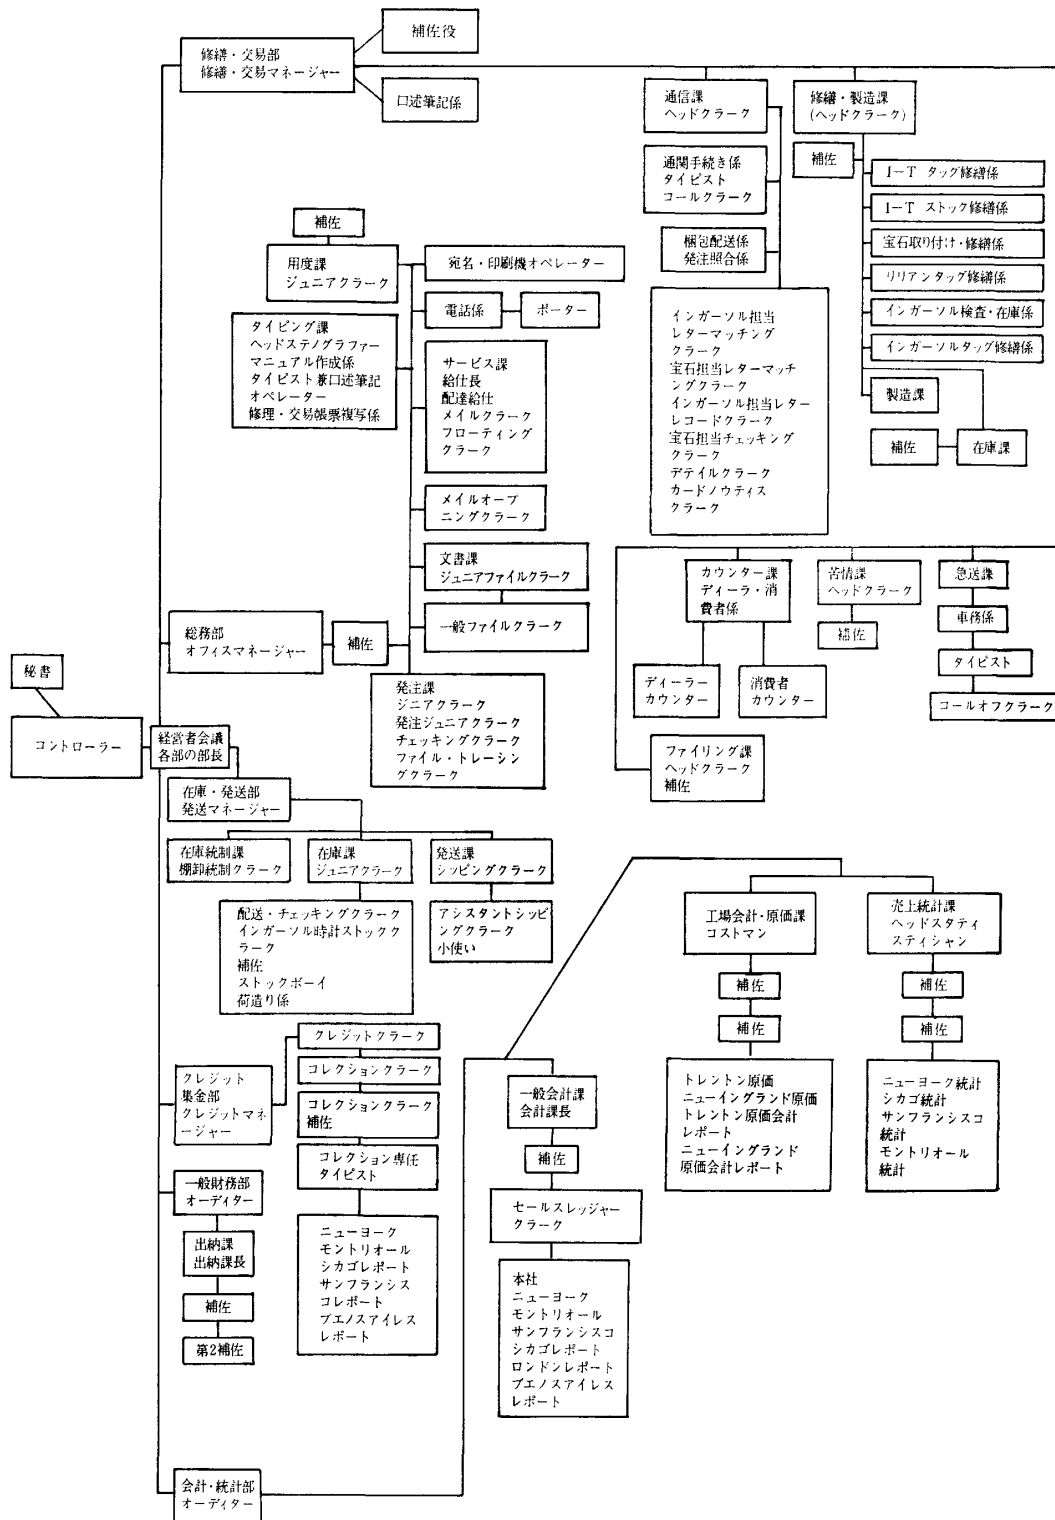 補佐役
修繕・交易部
修繕・交易マネージャー
口述筆記係
通信課
ヘッドクラーク
修繕・製造課
(ヘッドクラーク)
通関手続き係
タイピスト
コールクラーク
補佐
I－T タッグ修繕係
I－T ストック修繕係
宝石取り付け・修繕係
リリアンタッグ修繕係
インガーソル検査・在庫係
インガーソルタッグ修繕係
製造課
補佐
在庫課
梱包配送係
発注照合係
インガーソル担当
レターマッチング
クラーク
宝石担当レターマッチ
ングクラーク
インガーソル担当レター
レコードクラーク
宝石担当チェッキング
クラーク
デテイルクラーク
カードノウティス
クラーク
補佐
用度課
ジュニアクラーク
宛名・印刷機オペレーター
電話係
ポーター
タイピング課
ヘッドステノグラファー
マニュアル作成係
タイピスト兼口述筆記
オペレーター
修理・交易帳票複写係
サービス課
給仕長
配達給仕
メイルクラーク
フローティング
クラーク
メイルオープ
ニングクラーク
文書課
ジュニアファイルクラーク
一般ファイルクラーク
総務部
オフィスマネージャー
補佐
発注課
ジニアクラーク
発注ジュニアクラーク
チェッキングクラーク
ファイル・トレーシン
グクラーク
カウンター課
ディーラ・消
費者係
苦情課
ヘッドクラーク
補佐
急送課
車務係
タイピスト
コールオフクラーク
ディーラー
カウンター
消費者
カウンター
ファイリング課
ヘッドクラーク
補佐
秘書
コントローラー
経営者会議
各部の部長
在庫・発送部
発送マネージャー
在庫統制課
棚卸統制クラーク
在庫課
ジュニアクラーク
発送課
シッピングクラーク
配送・チェッキングクラーク
インガーソル時計ストックク
ラーク
補佐
ストックボーイ
荷造り係
アシスタントシッピ
ングクラーク
小使い
工場会計・原価課
コストマン
補佐
補佐
トレントン原価
ニューイングランド原価
トレントン原価会計
レポート
ニューイングランド
原価会計レポート
売上統計課
ヘッドスタティ
スティシャン
補佐
補佐
ニューヨーク統計
シカゴ統計
サンフランシスコ
統計
モントリオール
統計
クレジット
集金部
クレジットマネ
ージャー
クレジットクラーク
コレクションクラーク
コレクションクラーク
補佐
コレクション専任
タイピスト
ニューヨーク
モントリオール
シカゴレポート
サンフランシス
コレポート
ブエノスアイレス
レポート
一般会計課
会計課長
補佐
セールスレッジャー
クラーク
本社
ニューヨーク
モントリオール
サンフランシスコ
シカゴレポート
ロンドンレポート
ブエノスアイレス
レポート
一般財務部
オーディター
出納課
出納課長
補佐
第2補佐
会計・統計部
オーディター